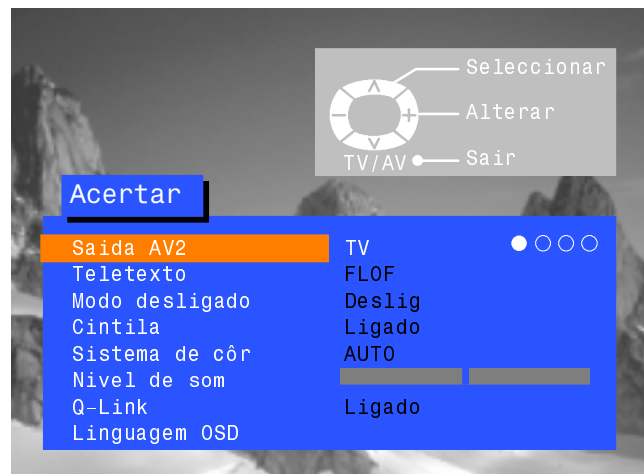 Seleccionar
Alterar
TV/AV Sair
Acertar
Saida AV2 TV
Teletexto FLOF
Modo desligado Deslig
Cintila Ligado
Sistema de côr AUTO
Nivel de som
Q-Link Ligado
Linguagem OSD